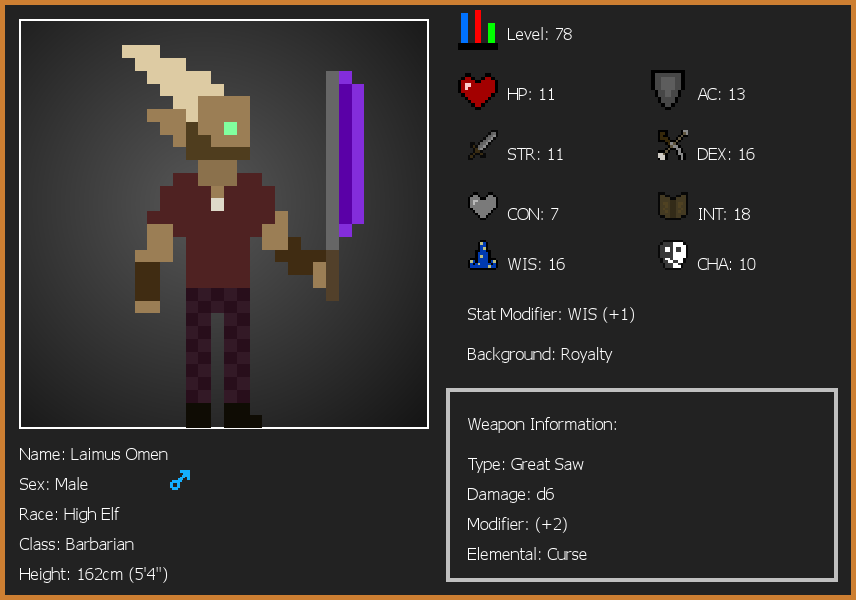 Level: 78
HP: 11
AC: 13
STR: 11
DEX: 16
CON: 7
INT: 18
WIS: 16
CHA: 10
Stat Modifier: WIS (+1)
Background: Royalty
Weapon Information:
Type: Great Saw
Damage: d6
Modifier: (+2)
Elemental: Curse
Name: Laimus Omen
Sex: Male
Race: High Elf
Class: Barbarian
Height: 162cm (5'4")